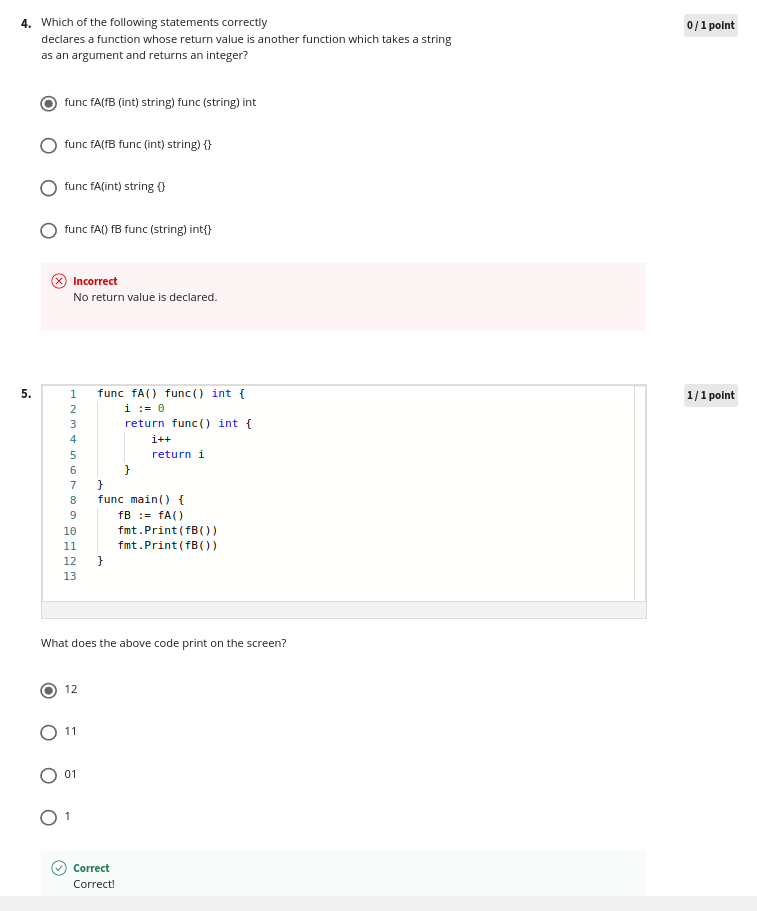 4. Which of the following statements correctly
0 / 1 point
declares a function whose return value is another function which takes a string
as an argument and returns an integer?
func fA(fB (int) string) func (string) int
func fA(fB func (int) string) {}
func fA(int) string {}
func fA() fB func (string) int{}
Incorrect
No return value is declared.
5.
1 / 1 point
1 func fA() func() int {
2 i := 0
3 return func() int {
4 i++
5 return i
6 }
7 }
8 func main() {
9 fB := fA()
10 fmt.Print(fB())
11 fmt.Print(fB())
12 }
13
What does the above code print on the screen?
12
11
01
1
Correct
Correct!